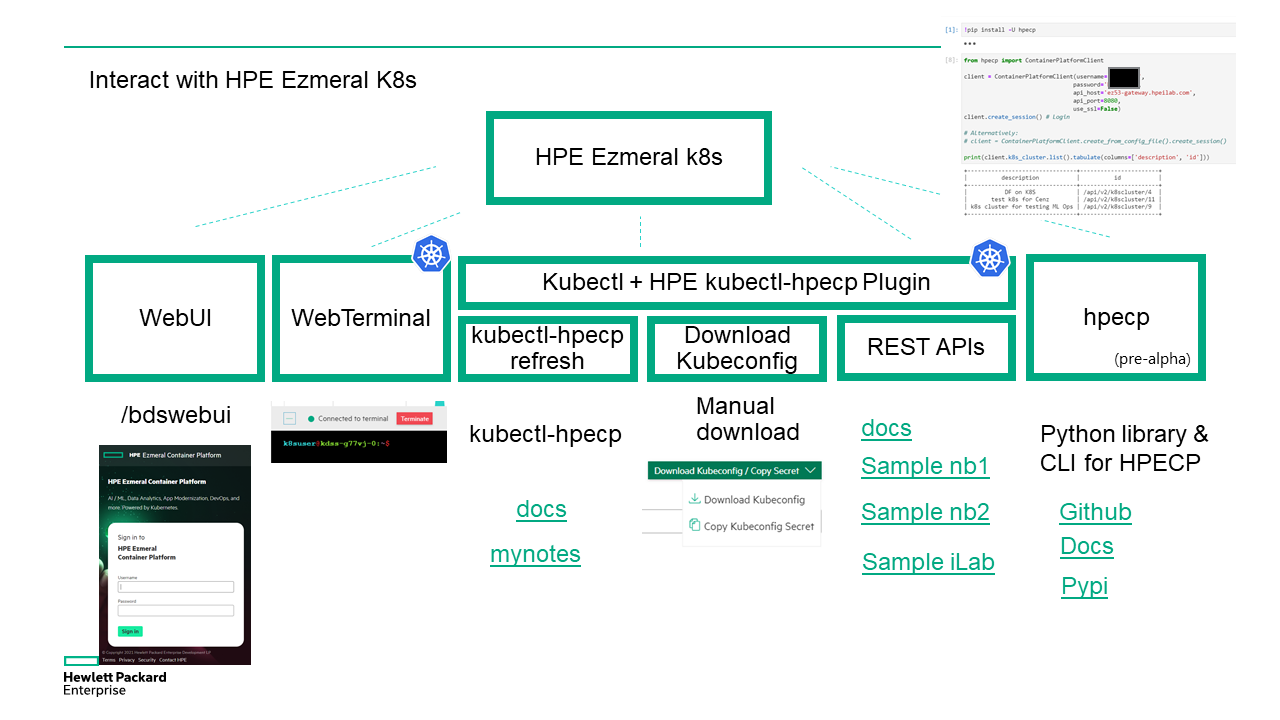 Interact with HPE Ezmeral K8s
[1]: !pip install -U hpecp
•••
[8]: from hpecp import ContainerPlatformClient
client = ContainerPlatformClient(username='
,
password='
api_host='ez53-gateway.hpeilab.com',
api_port=8080,
use_ssl=False)
client.create_session() # Login
# Alternatively:
# client = ContainerPlatformClient.create_from_config_file().create_session()
print(client.k8s_cluster.list().tabulate(columns=['description', 'id']))
+-----------------------------------+----------------------+
| description | id |
+-----------------------------------+----------------------+
| DF on K8S | /api/v2/k8scluster/4 |
| test k8s for Cenz | /api/v2/k8scluster/11 |
| k8s cluster for testing ML Ops | /api/v2/k8scluster/9 |
+-----------------------------------+----------------------+
HPE Ezmeral k8s
WebUI
WebTerminal
Kubectl + HPE kubectl-hpecp Plugin
kubectl-hpecp
refresh
Download
Kubeconfig
REST APIs
hpecp
(pre-alpha)
/bdswebui
HPE Ezmeral Container Platform
HPE Ezmeral Container Platform
AI / ML, Data Analytics, App Modernization, DevOps, and
more. Powered by Kubernetes.
Sign in to
HPE Ezmeral
Container Platform
Username
Password
Sign in
© Copyright 2022 Hewlett Packard Enterprise Development LP
Terms Privacy Security Contact HPE
Connected to terminal Terminate
k8suser@kdss-g77vj-0:~$
kubectl-hpecp
docs
mynotes
Manual
download
Download Kubeconfig / Copy Secret
Download Kubeconfig
Copy Kubeconfig Secret
docs
Sample nb1
Sample nb2
Sample iLab
Python library &
CLI for HPECP
Github
Docs
Pypi
Hewlett Packard
Enterprise